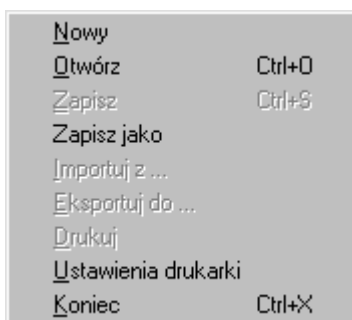 Nowy
Otwórz Ctrl+O
Zapisz Ctrl+S
Zapisz jako
Importuj z ...
Eksportuj do ...
Drukuj
Ustawienia drukarki
Koniec Ctrl+X